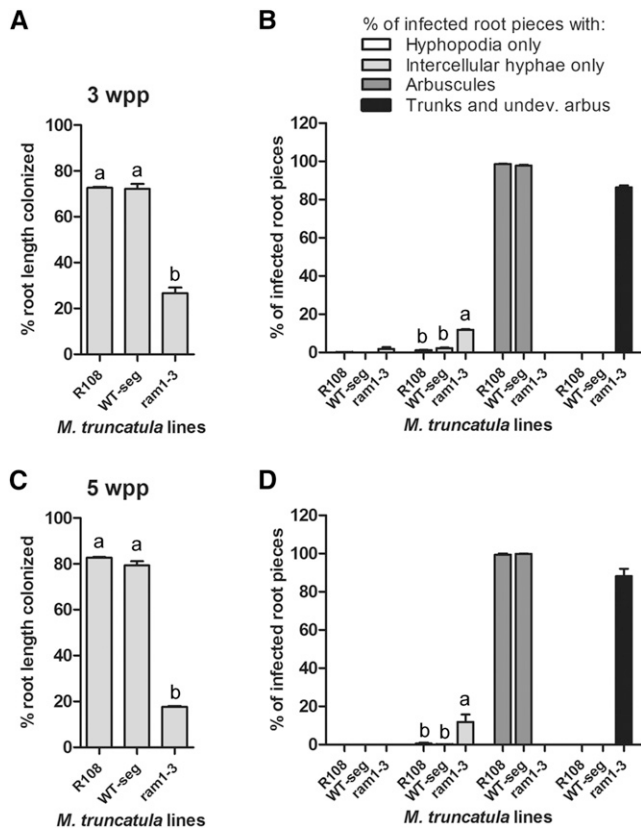 A
3 wpp
% root length colonized
100
80
60
40
20
0
a
a
b
R108
WT-seg
ram1-3
M. truncatula lines
B
% of infected root pieces with:
Hyphopodia only
Intercellular hyphae only
Arbuscules
Trunks and undev. arbus
% of infected root pieces
120
100
80
60
40
20
0
b
b
a
R108
WT-seg
ram1-3
R108
WT-seg
ram1-3
R108
WT-seg
ram1-3
R108
WT-seg
ram1-3
M. truncatula lines
C
5 wpp
% root length colonized
100
80
60
40
20
0
a
a
b
R108
WT-seg
ram1-3
M. truncatula lines
D
% of infected root pieces
120
100
80
60
40
20
0
b
b
a
R108
WT-seg
ram1-3
R108
WT-seg
ram1-3
R108
WT-seg
ram1-3
R108
WT-seg
ram1-3
M. truncatula lines